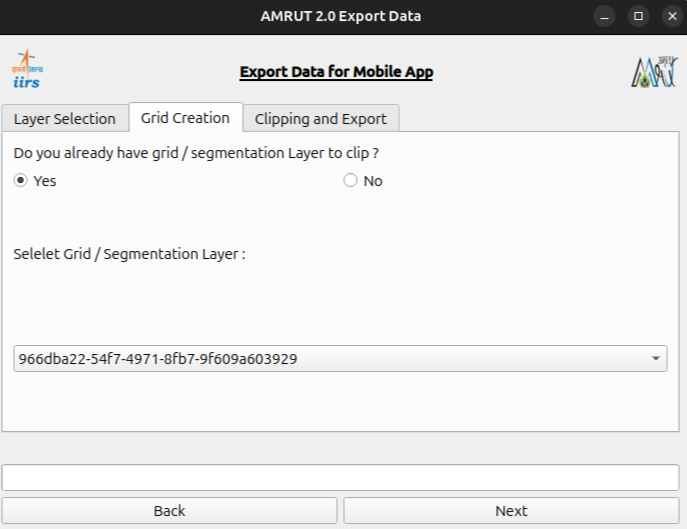 AMRUT 2.0 Export Data
iirs
Export Data for Mobile App
Layer Selection
Grid Creation
Clipping and Export
Do you already have grid / segmentation Layer to clip ?
Yes
No
Selelet Grid / Segmentation Layer :
966dba22-54f7-4971-8fb7-9f609a603929
Back
Next